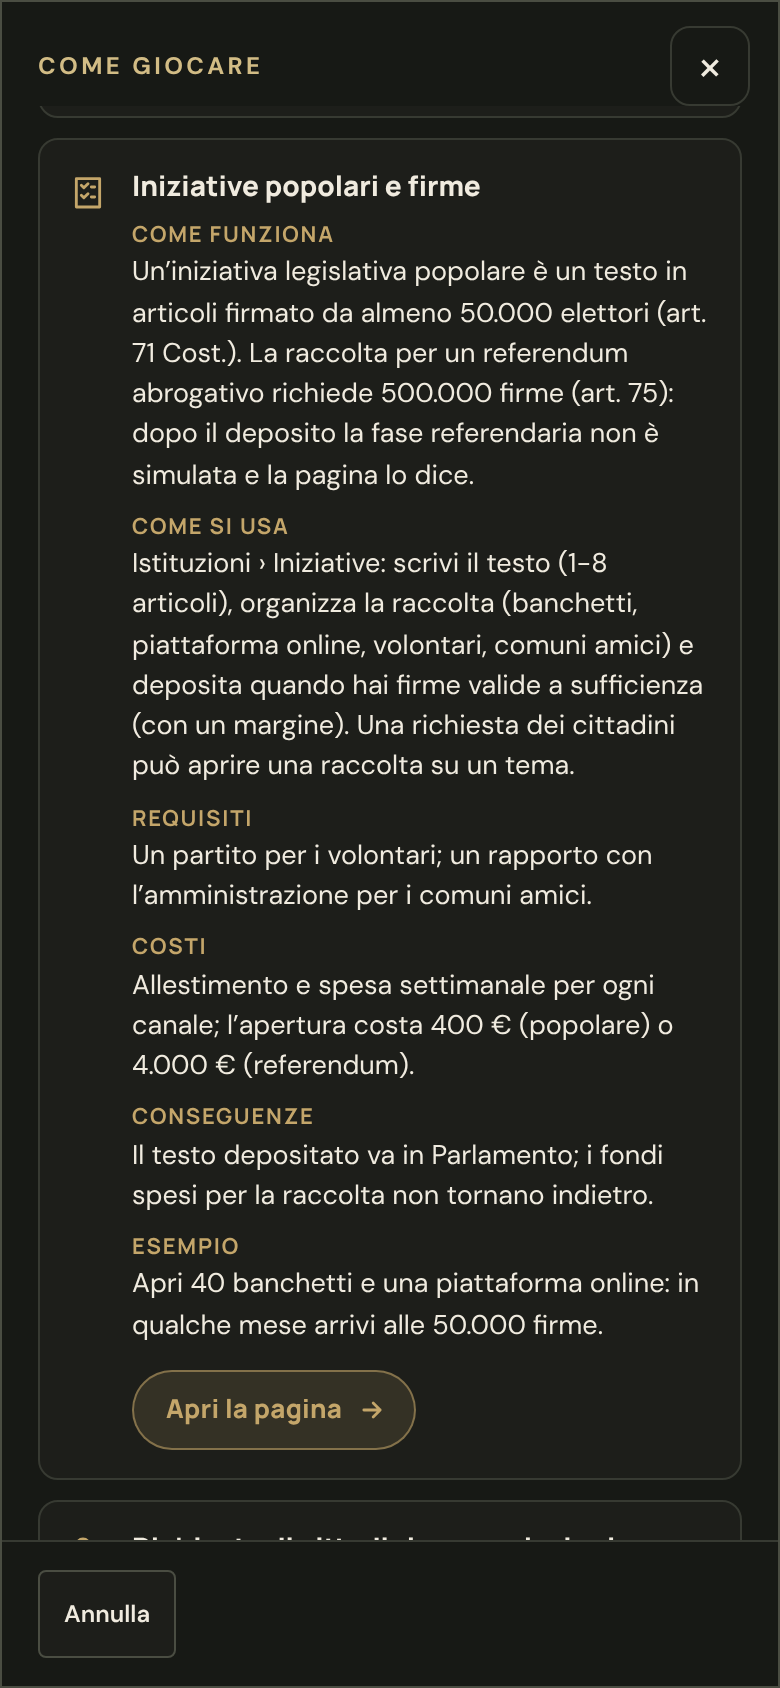 COME GIOCARE
Iniziative popolari e firme
COME FUNZIONA
Un’iniziativa legislativa popolare è un testo in
articoli firmato da almeno 50.000 elettori (art.
71 Cost.). La raccolta per un referendum
abrogativo richiede 500.000 firme (art. 75):
dopo il deposito la fase referendaria non è
simulata e la pagina lo dice.
COME SI USA
Istituzioni › Iniziative: scrivi il testo (1–8
articoli), organizza la raccolta (banchetti,
piattaforma online, volontari, comuni amici) e
deposita quando hai firme valide a sufficienza
(con un margine). Una richiesta dei cittadini
può aprire una raccolta su un tema.
REQUISITI
Un partito per i volontari; un rapporto con
l’amministrazione per i comuni amici.
COSTI
Allestimento e spesa settimanale per ogni
canale; l’apertura costa 400 € (popolare) o
4.000 € (referendum).
CONSEGUENZE
Il testo depositato va in Parlamento; i fondi
spesi per la raccolta non tornano indietro.
ESEMPIO
Apri 40 banchetti e una piattaforma online: in
qualche mese arrivi alle 50.000 firme.
Apri la pagina →
Annulla